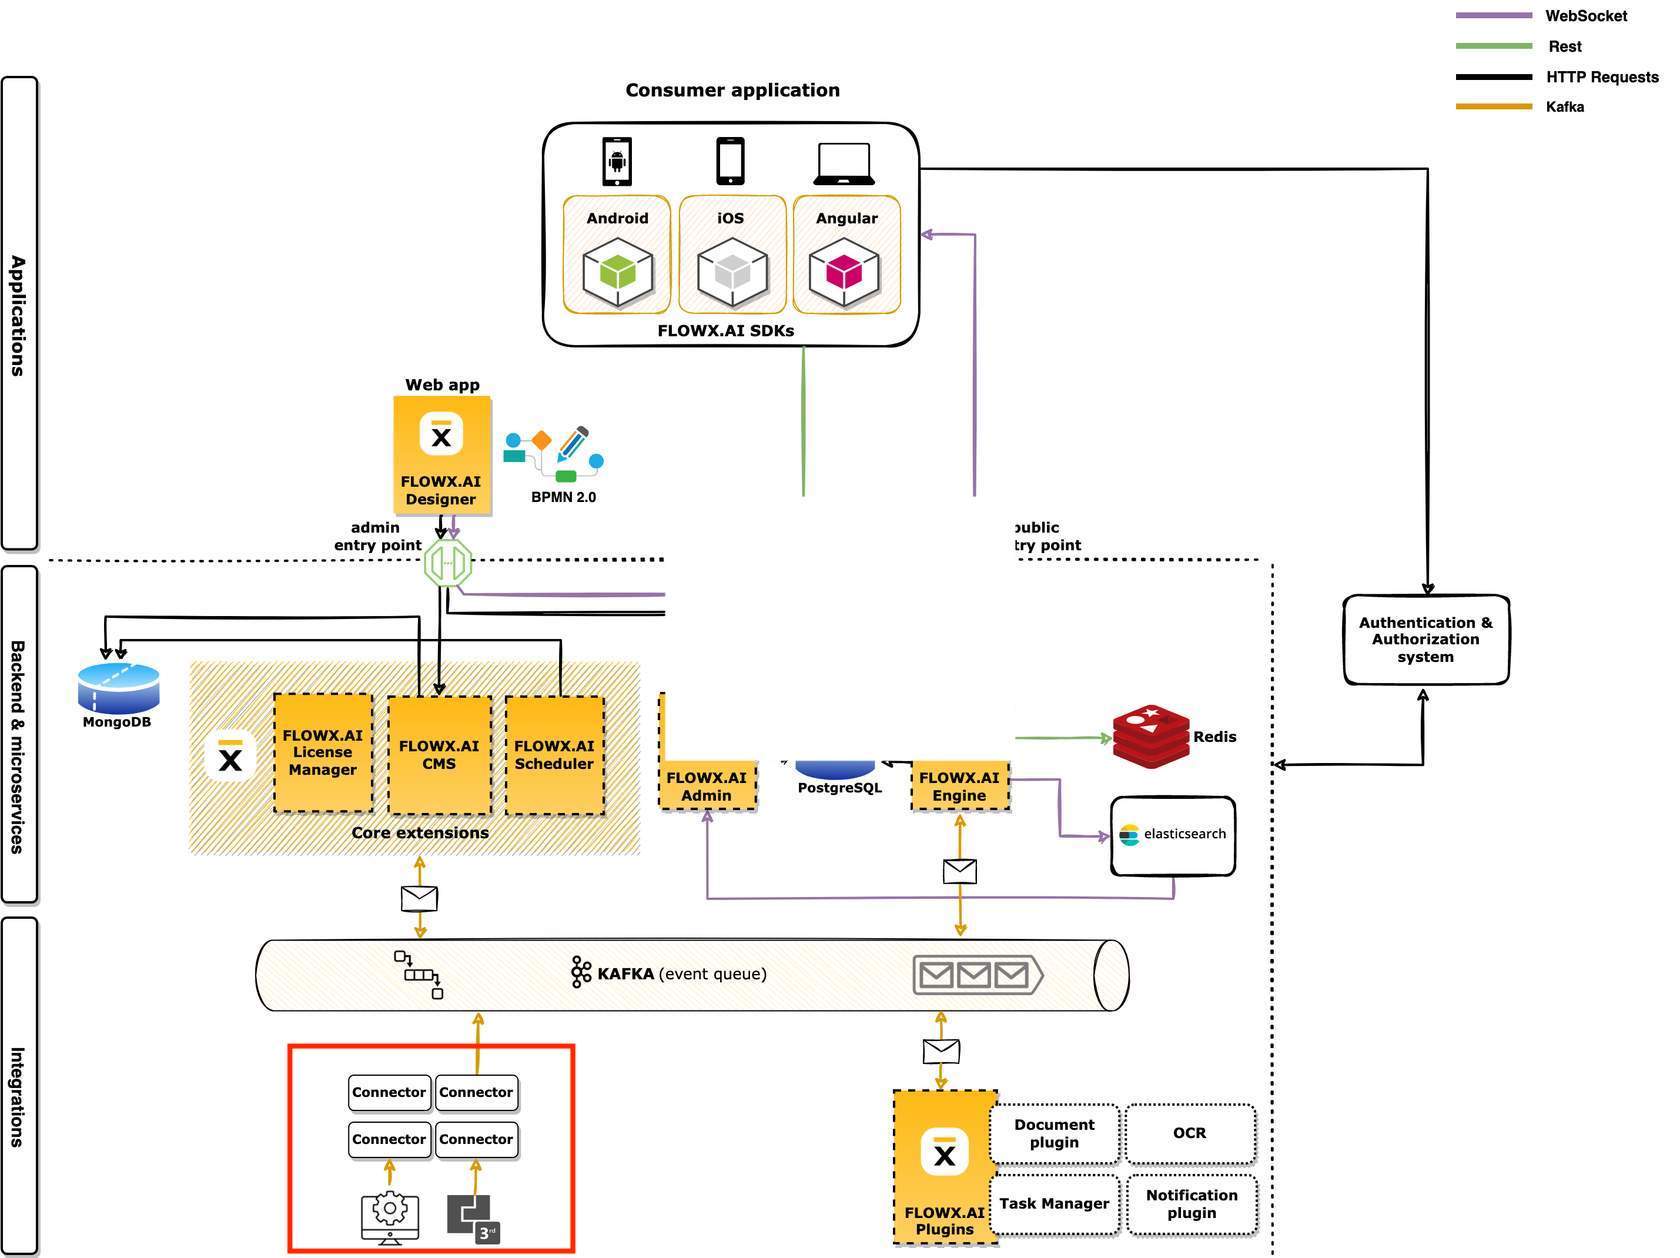 WebSocket
Rest
HTTP Requests
Kafka
Consumer application
Android
iOS
Angular
FLOWX.AI SDKs
Applications
Web app
x
FLOWX.AI
Designer
BPMN 2.0
admin
entry point
public
try point
Backend & microservices
MongoDB
x
FLOWX.AI
License
Manager
FLOWX.AI
CMS
FLOWX.AI
Scheduler
Core extensions
FLOWX.AI
Admin
PostgreSQL
FLOWX.AI
Engine
Redis
elasticsearch
Authentication &
Authorization
system
KAFKA (event queue)
Integrations
Connector
Connector
Connector
Connector
3rd
x
FLOWX.AI
Plugins
Document
plugin
OCR
Task Manager
Notification
plugin